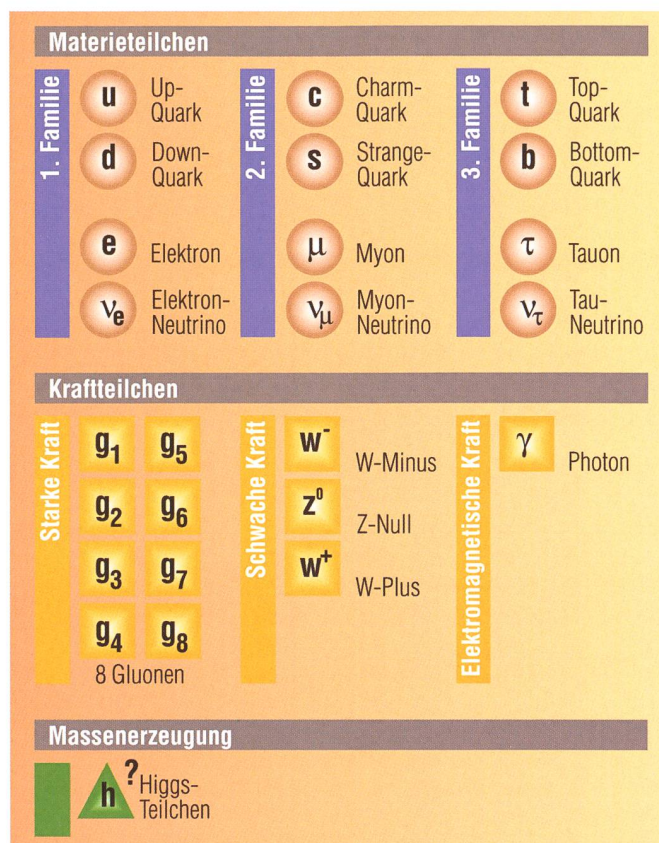 Materieteilchen
1. Familie
u Up-
Quark
d Down-
Quark
e Elektron
νe Elektron-
Neutrino
2. Familie
c Charm-
Quark
s Strange-
Quark
μ Myon
νμ Myon-
Neutrino
3. Familie
t Top-
Quark
b Bottom-
Quark
τ Tauon
ντ Tau-
Neutrino
Kraftteilchen
Starke Kraft
g1 g5
g2 g6
g3 g7
g4 g8
8 Gluonen
Schwache Kraft
W- W-Minus
Z0 Z-Null
W+ W-Plus
Elektromagnetische Kraft
γ Photon
Massenerzeugung
h ? Higgs-
Teilchen